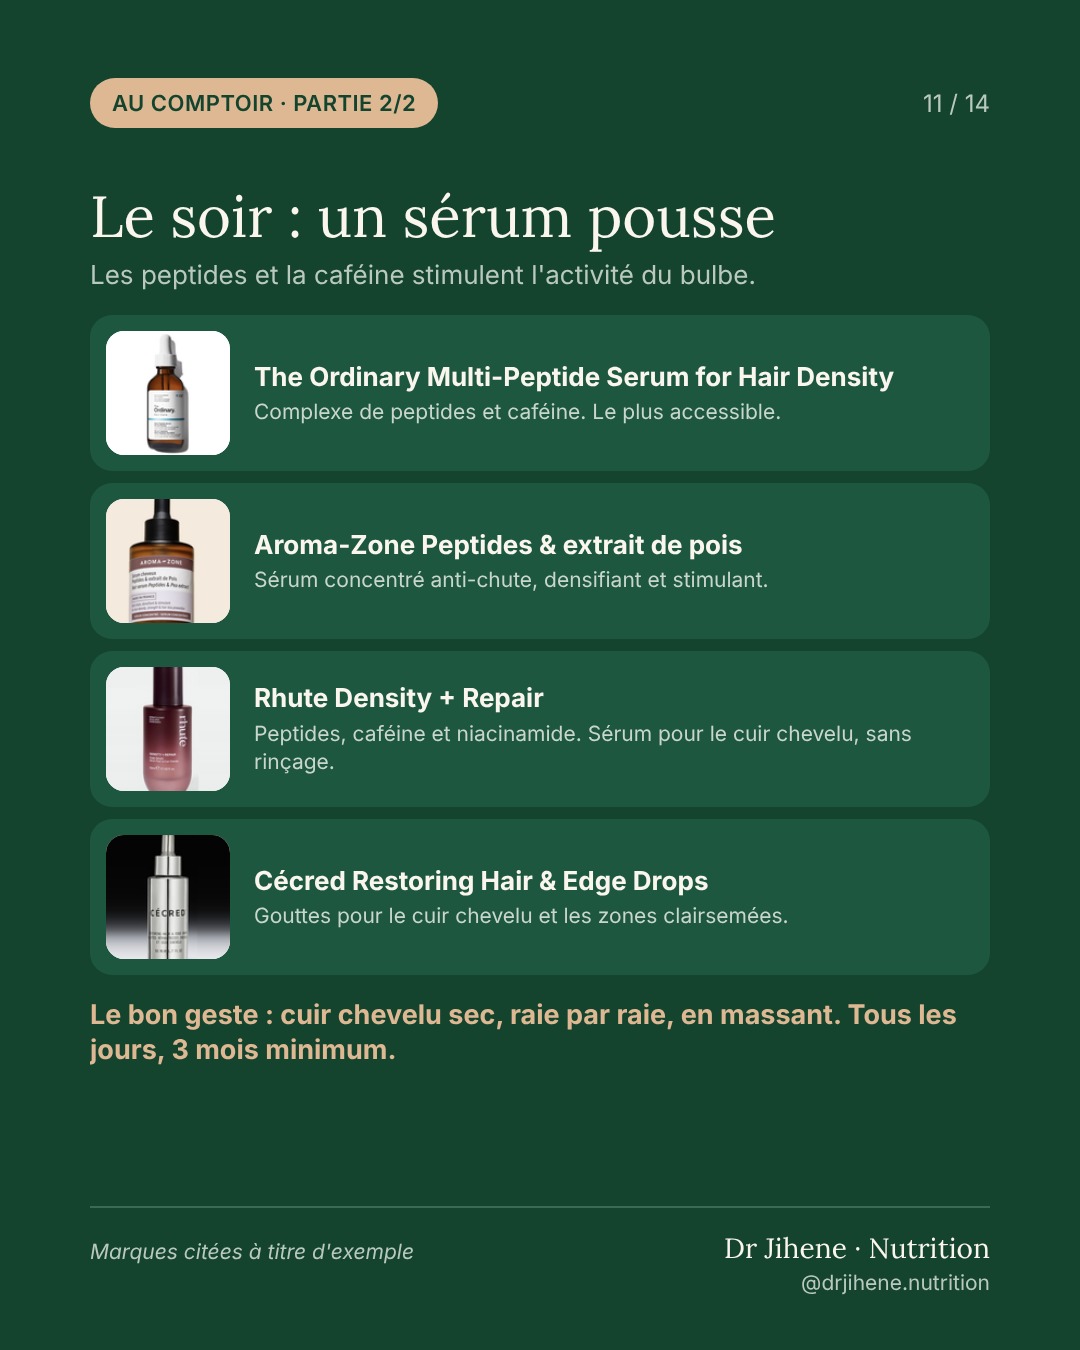 AU COMPTOIR · PARTIE 2/2
11 / 14
Le soir : un sérum pousse
Les peptides et la caféine stimulent l'activité du bulbe.
Ordinary.
The Ordinary Multi-Peptide Serum for Hair Density
Complexe de peptides et caféine. Le plus accessible.
AROMA-ZONE
Aroma-Zone Peptides & extrait de pois
Sérum concentré anti-chute, densifiant et stimulant.
rhute
Rhute Density + Repair
Peptides, caféine et niacinamide. Sérum pour le cuir chevelu, sans
rinçage.
CÉCRED
Cécred Restoring Hair & Edge Drops
Gouttes pour le cuir chevelu et les zones clairsemées.
Le bon geste : cuir chevelu sec, raie par raie, en massant. Tous les
jours, 3 mois minimum.
Marques citées à titre d'exemple
Dr Jihene · Nutrition
@drjihene.nutrition